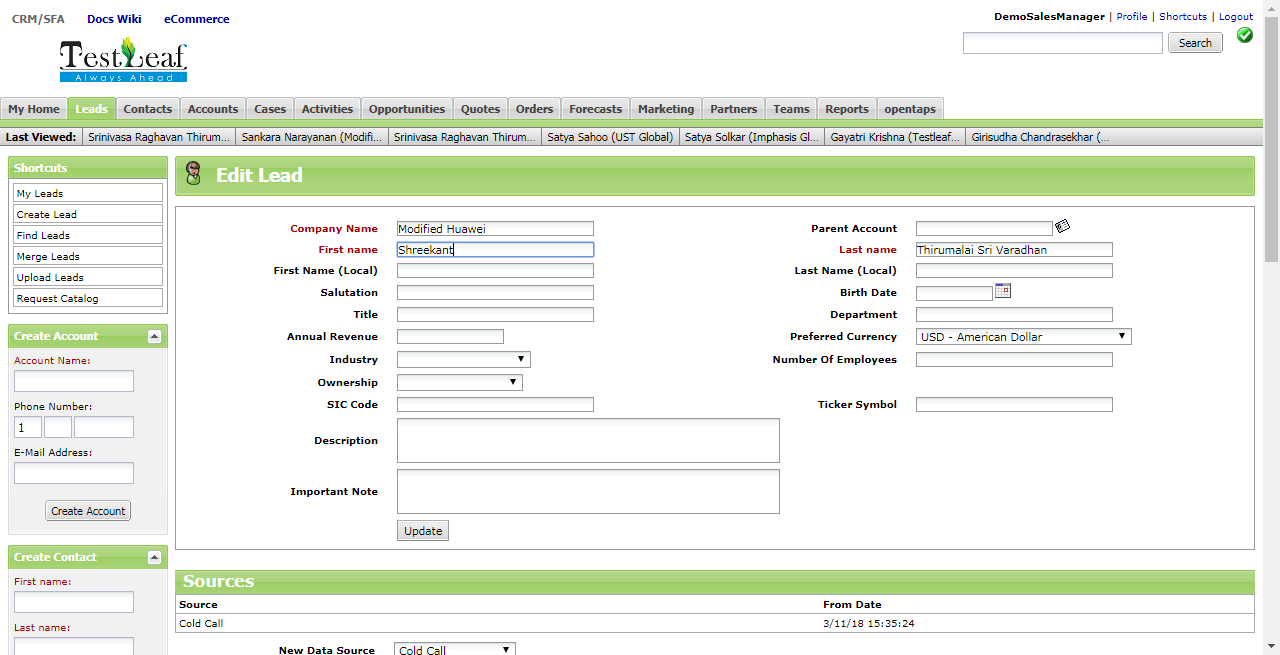 CRM/SFA Docs Wiki eCommerce
DemoSalesManager | Profile | Shortcuts | Logout
TestLeaf
Always Ahead
Search
My Home Leads Contacts Accounts Cases Activities Opportunities Quotes Orders Forecasts Marketing Partners Teams Reports opentaps
Last Viewed: Srinivasa Raghavan Thirum... Sankara Narayanan (Modifi... Srinivasa Raghavan Thirum... Satya Sahoo (UST Global) Satya Solkar (Imphasis Gl... Gayatri Krishna (Testleaf... Girisudha Chandrasekhar (...
Shortcuts
My Leads
Create Lead
Find Leads
Merge Leads
Upload Leads
Request Catalog
Create Account
Account Name:
Phone Number:
1
E-Mail Address:
Create Account
Create Contact
First name:
Last name:
Edit Lead
Company Name Modified Huawei Parent Account
First name Shreekant Last name Thirumalai Sri Varadhan
First Name (Local) Last Name (Local)
Salutation Birth Date
Title Department
Annual Revenue Preferred Currency USD - American Dollar
Industry Number Of Employees
Ownership
SIC Code Ticker Symbol
Description
Important Note
Update
Sources
Source From Date
Cold Call 3/11/18 15:35:24
New Data Source Cold Call